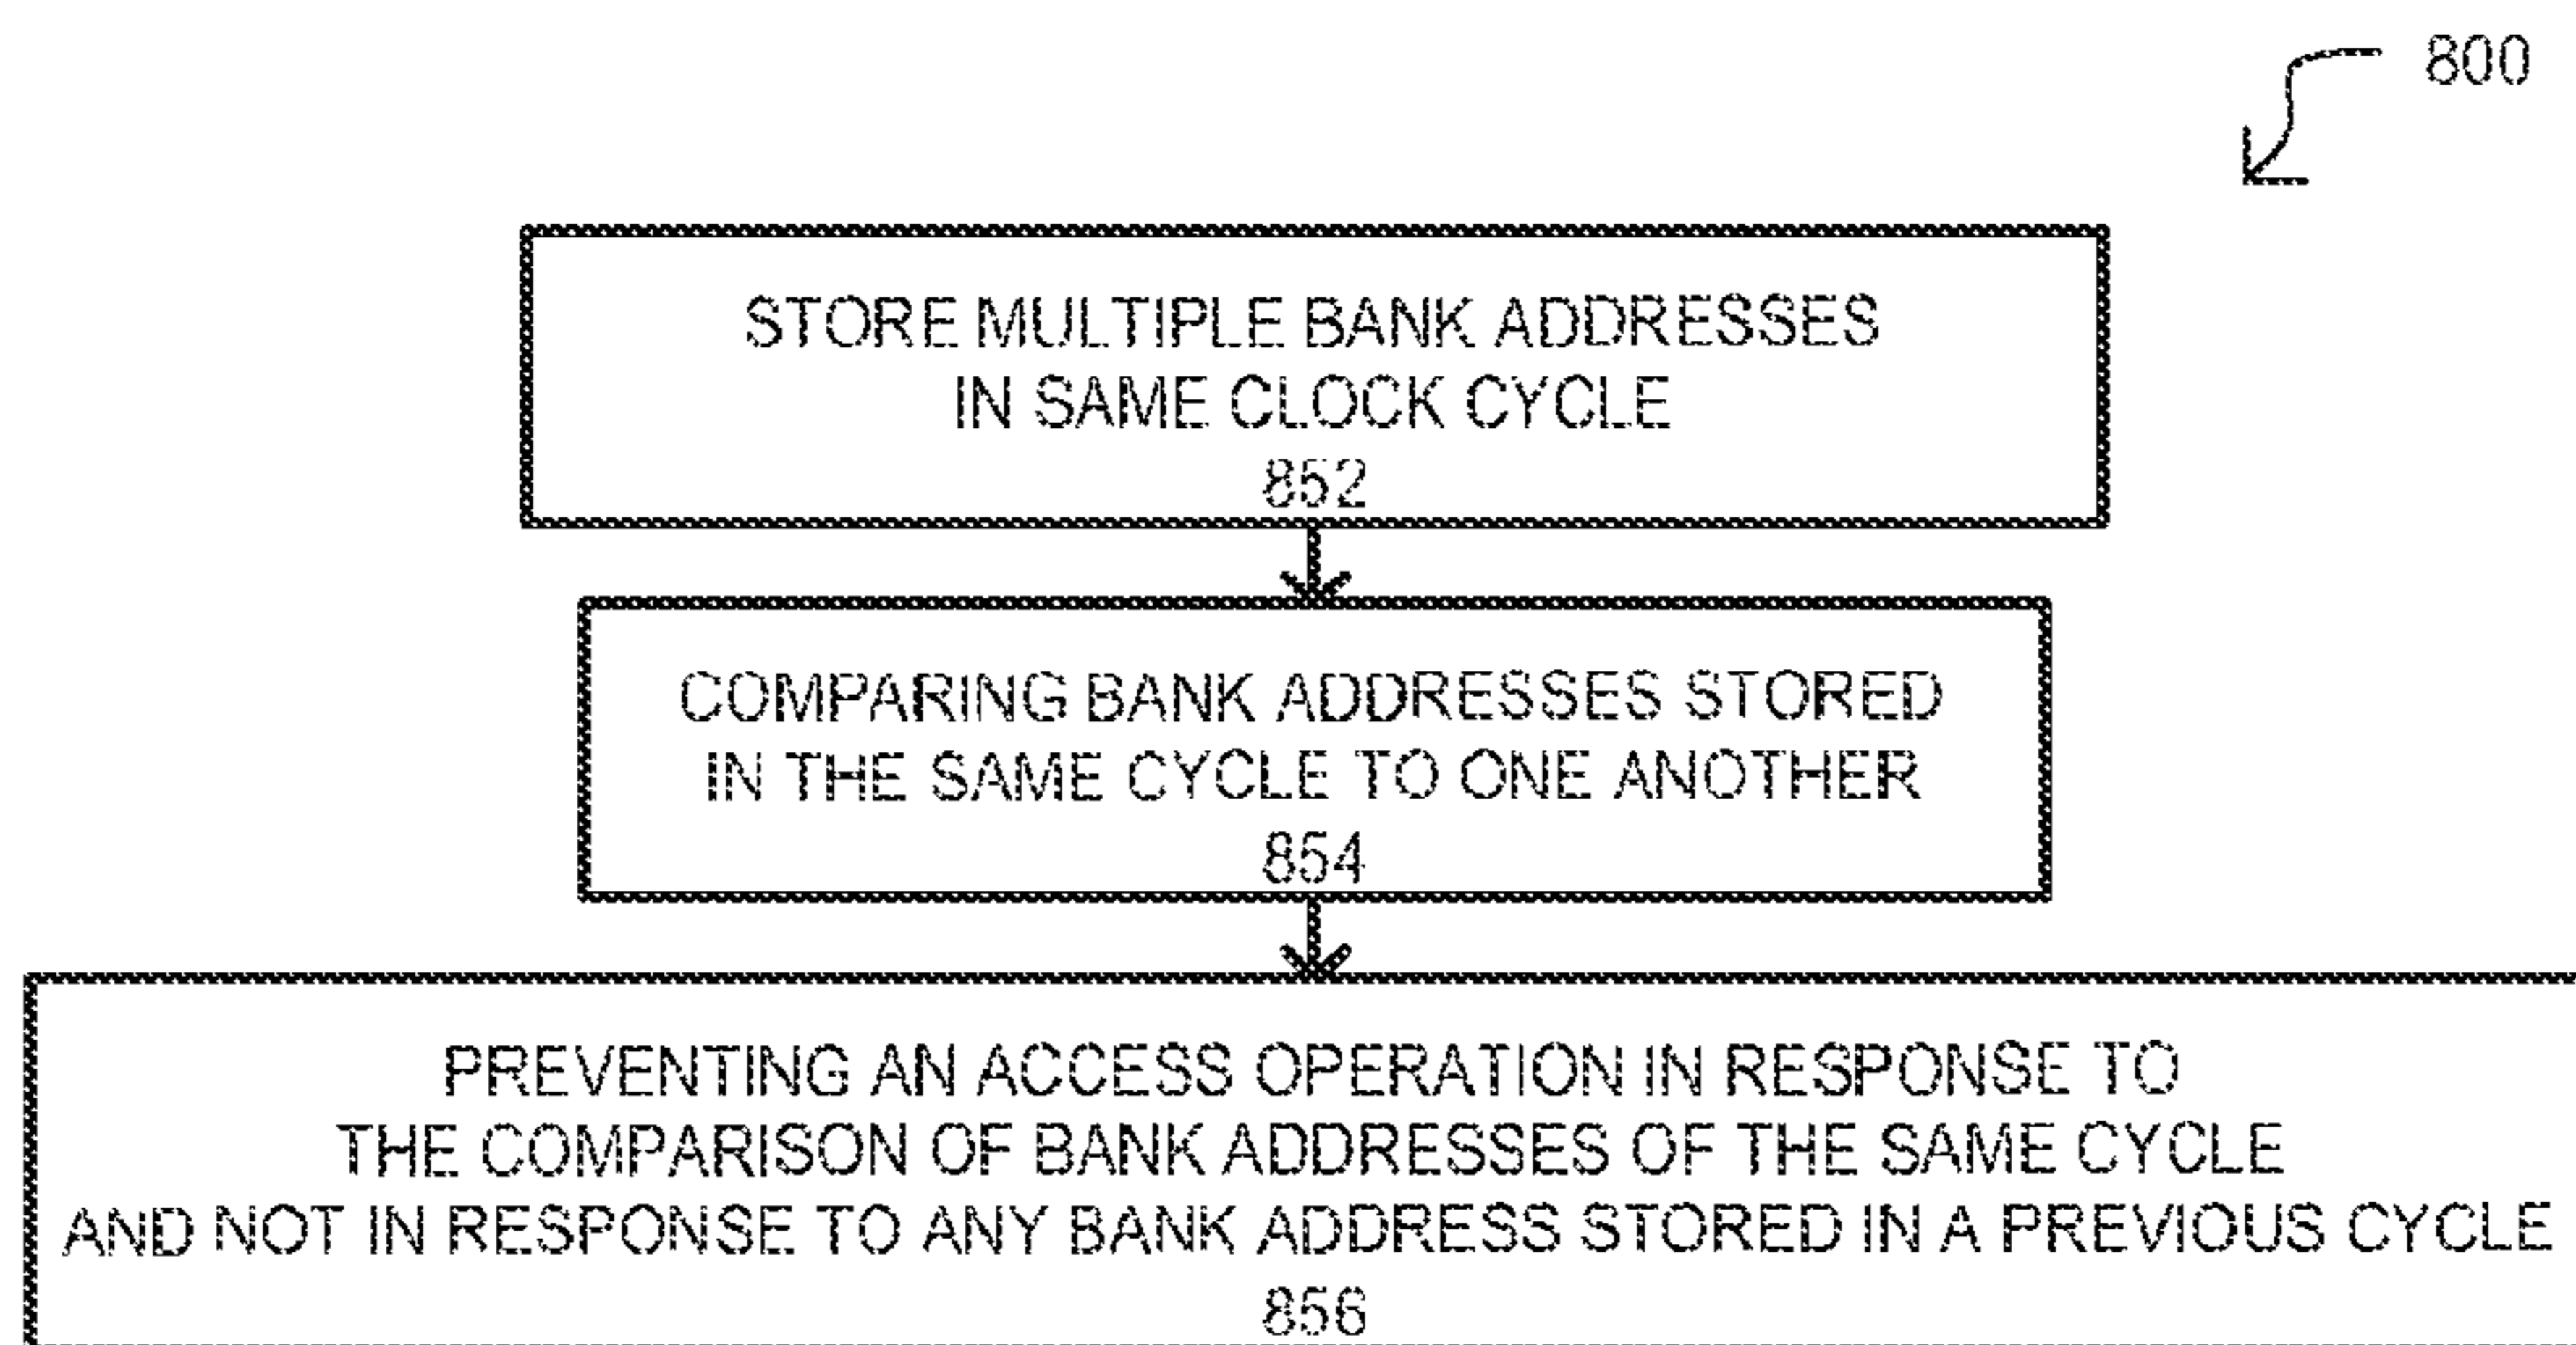 800
STORE MULTIPLE BANK ADDRESSES
IN SAME CLOCK CYCLE
852
COMPARING BANK ADDRESSES STORED
IN THE SAME CYCLE TO ONE ANOTHER
854
PREVENTING AN ACCESS OPERATION IN RESPONSE TO
THE COMPARISON OF BANK ADDRESSES OF THE SAME CYCLE
AND NOT IN RESPONSE TO ANY BANK ADDRESS STORED IN A PREVIOUS CYCLE
856